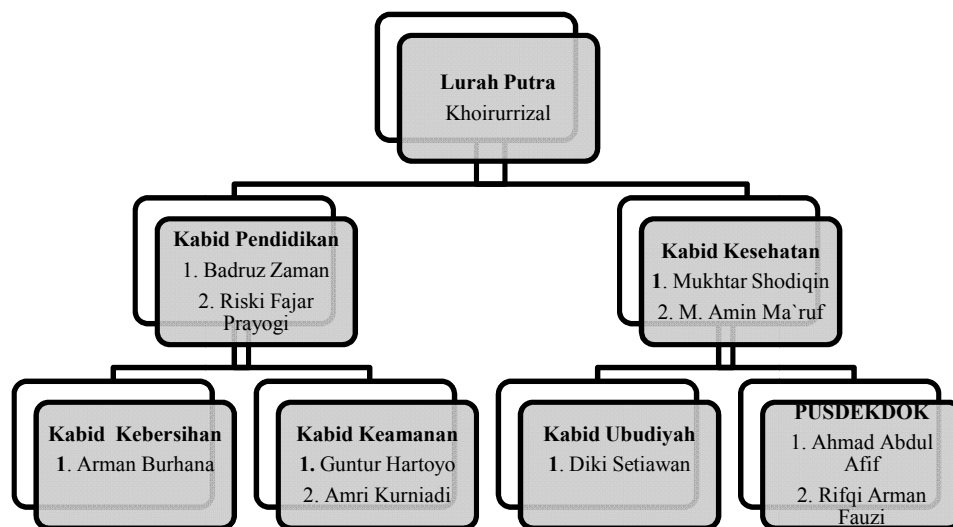 Lurah Putra
Khoirurrizal
Kabid Pendidikan
1. Badruz Zaman
2. Riski Fajar
Prayogi
Kabid Kesehatan
1. Mukhtar Shodiqin
2. M. Amin Ma`ruf
Kabid Kebersihan
1. Arman Burhana
Kabid Keamanan
1. Guntur Hartoyo
2. Amri Kurniadi
Kabid Ubudiyah
1. Diki Setiawan
PUSDEKDOK
1. Ahmad Abdul
Afif
2. Rifqi Arman
Fauzi